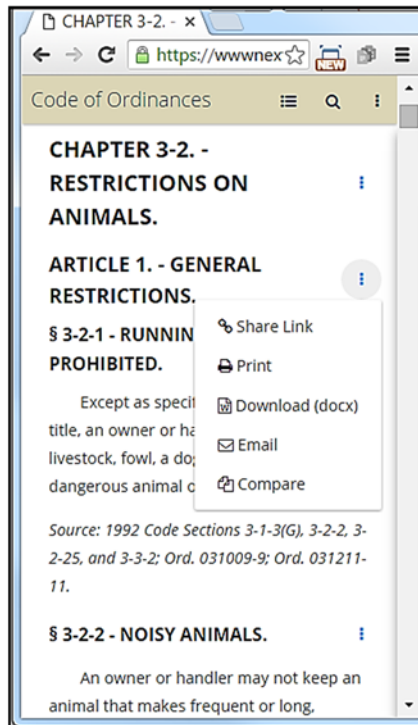 CHAPTER 3-2. -
https://wwwnex
NEW
Code of Ordinances
CHAPTER 3-2. -
RESTRICTIONS ON
ANIMALS.
ARTICLE 1. - GENERAL
RESTRICTIONS.
§ 3-2-1 - RUNNIN
PROHIBITED.
Share Link
Print
Download (docx)
Email
Compare
Except as specif
title, an owner or ha
livestock, fowl, a do
dangerous animal o
Source: 1992 Code Sections 3-1-3(G), 3-2-2, 3-
2-25, and 3-3-2; Ord. 031009-9; Ord. 031211-
11.
§ 3-2-2 - NOISY ANIMALS.
An owner or handler may not keep an
animal that makes frequent or long,